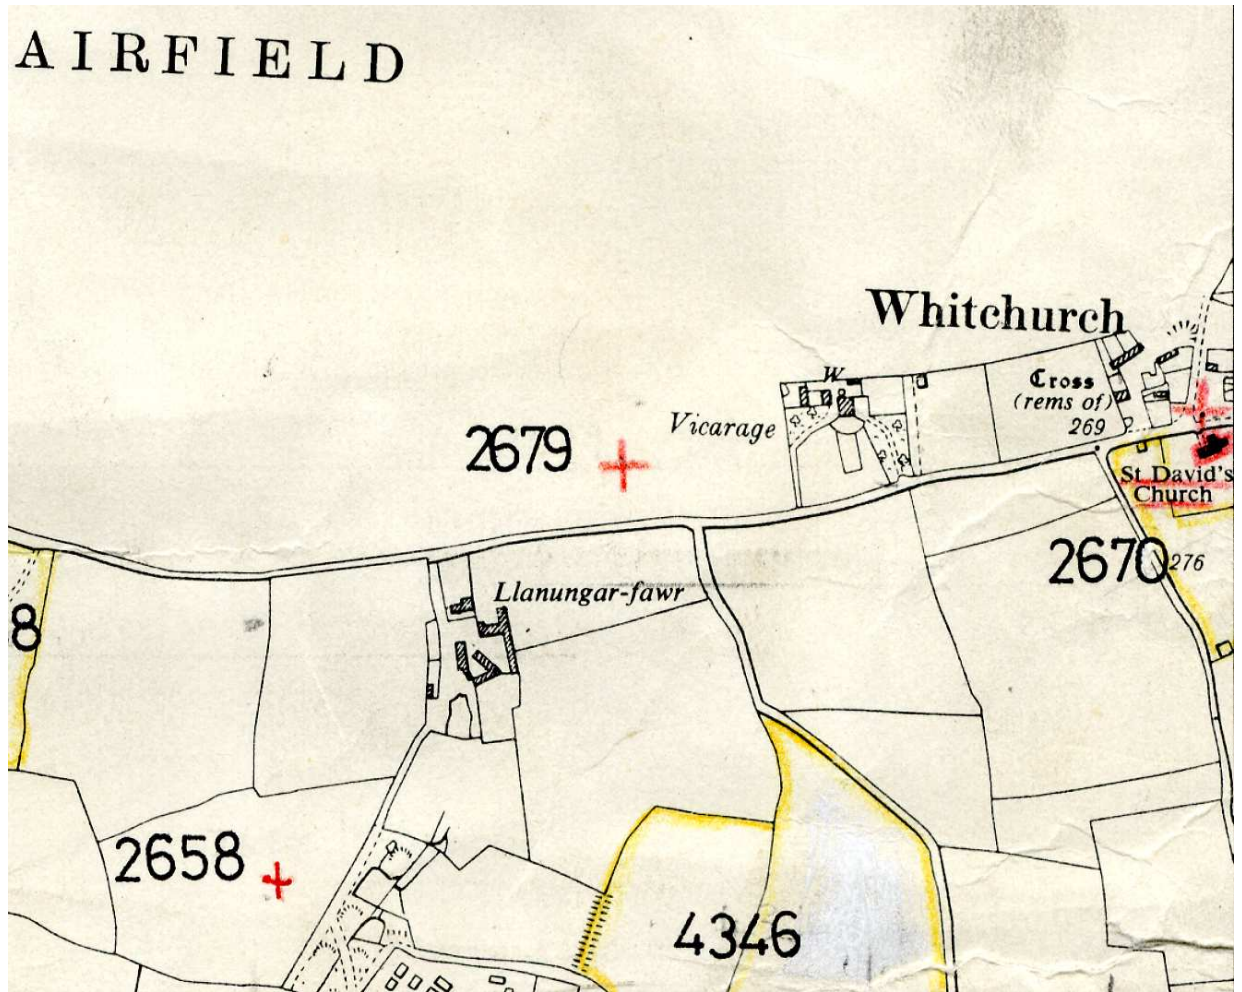 AIRFIELD
Whitchurch
W
Cross
(rems of)
269
Vicarage
2679
St David's
Church
2670
276
Llanungar-fawr
8
2658
4346